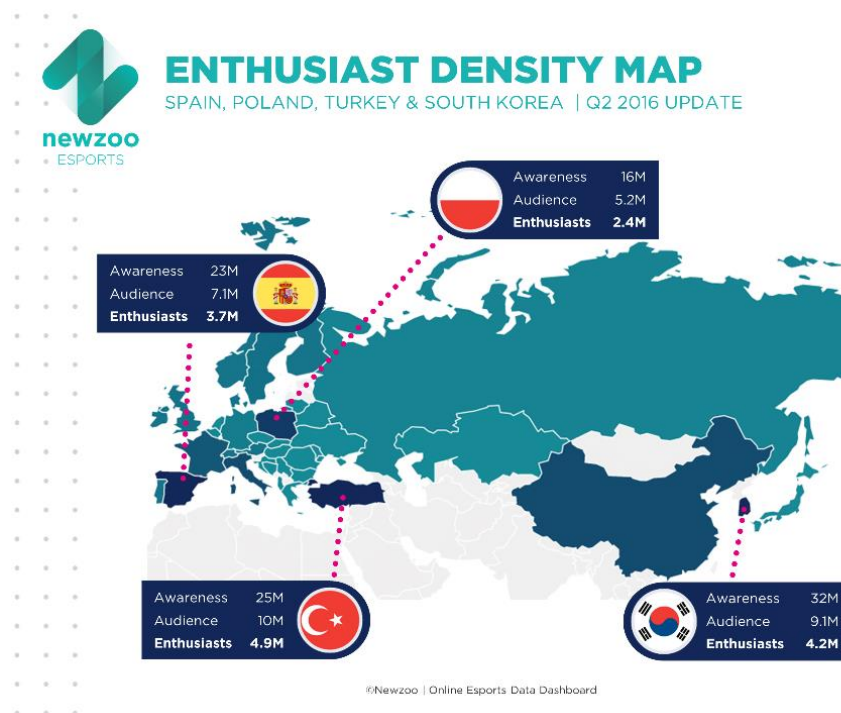 ENTHUSIAST DENSITY MAP
SPAIN, POLAND, TURKEY & SOUTH KOREA | Q2 2016 UPDATE
newzoo
ESPORTS
Awareness 16M
Audience 5.2M
Enthusiasts 2.4M
Awareness 23M
Audience 7.1M
Enthusiasts 3.7M
Awareness 25M
Audience 10M
Enthusiasts 4.9M
Awareness 32M
Audience 9.1M
Enthusiasts 4.2M
©Newzoo | Online Esports Data Dashboard